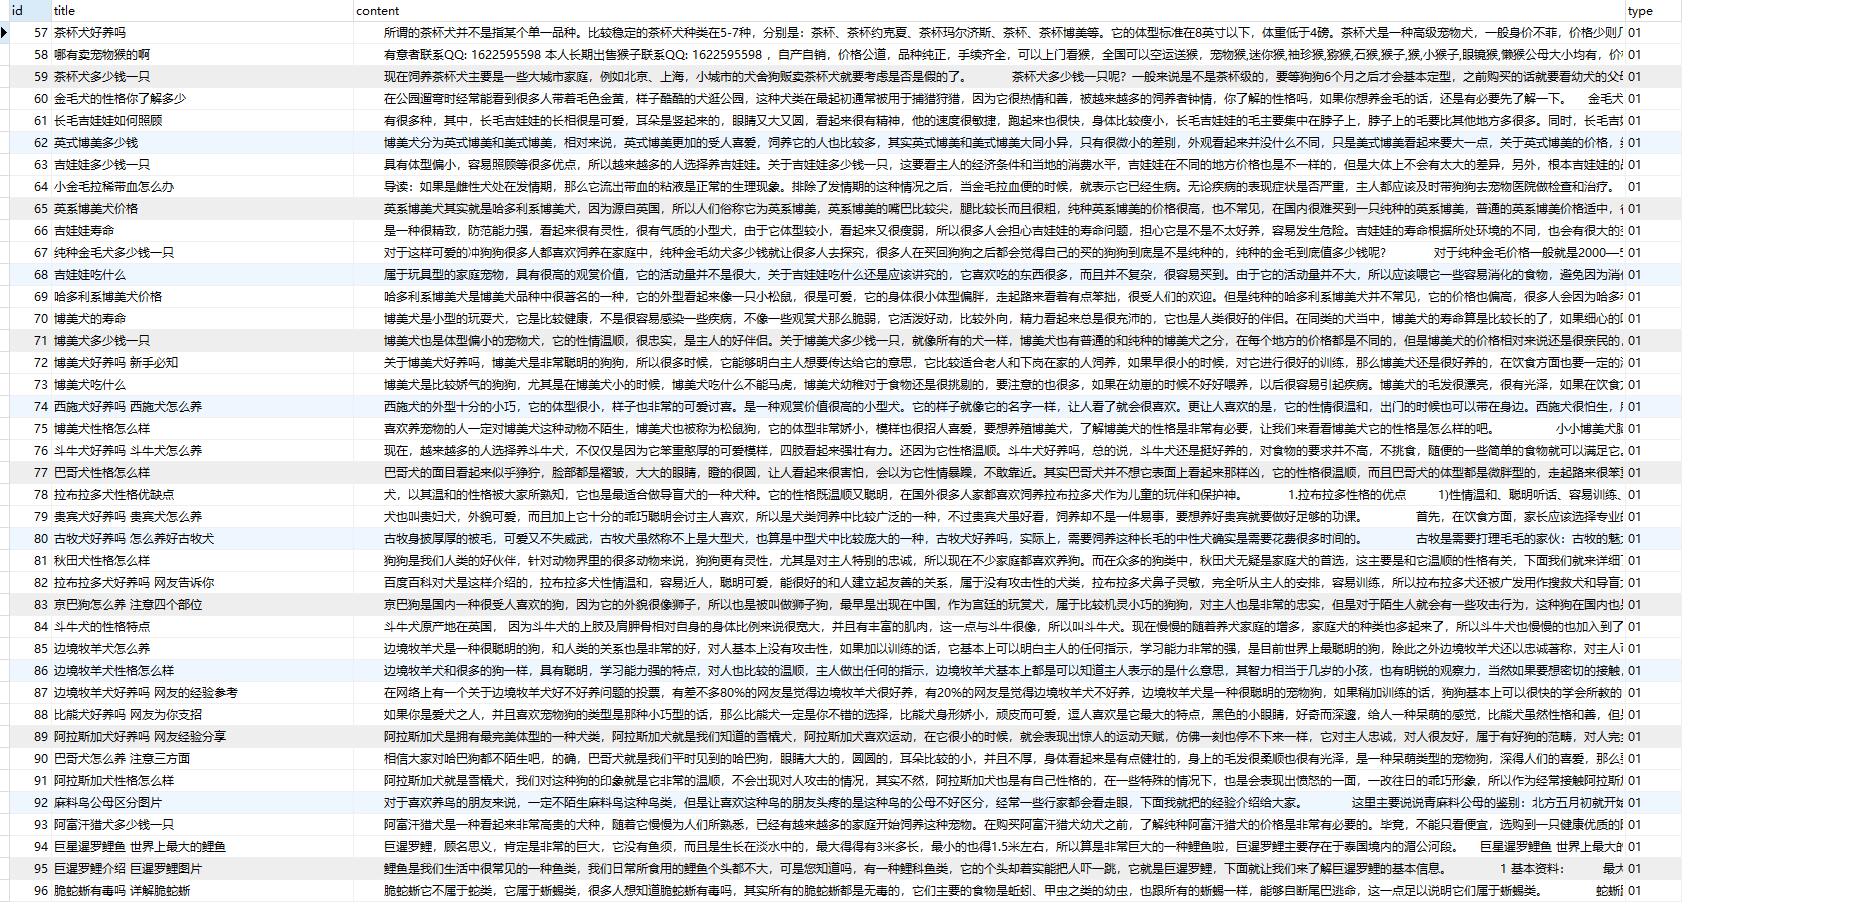 id title content type
57 茶杯犬好养吗 所谓的茶杯犬并不是指某个单一品种。比较稳定的茶杯犬种类在5-7种，分别是：茶杯、茶杯约克夏、茶杯玛尔济斯、茶杯、茶杯博美等。它的体型标准在8英寸以下，体重低于4磅。茶杯犬是一种高级宠物犬，一般身价不菲，价格少则 01
58 哪有卖宠物猴的啊 有意者联系QQ: 1622595598 本人长期出售猴子联系QQ: 1622595598 ，自产自销，价格公道，品种纯正，手续齐全，可以上门看猴，全国可以空运送猴，宠物猴,迷你猴,袖珍猴,猕猴,石猴,猴子,猴,小猴子,眼镜猴,懒猴公母大小均有，价 01
59 茶杯犬多少钱一只 现在饲养茶杯犬主要是一些大城市家庭，例如北京、上海，小城市的犬舍狗贩卖茶杯犬就要考虑是否是假的了。 茶杯犬多少钱一只呢？一般来说是不是茶杯级的，要等狗狗6个月之后才会基本定型，之前购买的话就要看幼犬的父 01
60 金毛犬的性格你了解多少 在公园遛弯时经常能看到很多人带着毛色金黄，样子酷酷的犬逛公园，这种犬类在最起初通常被用于捕猎狩猎，因为它很热情和善，被越来越多的饲养者钟情，你了解的性格吗，如果你想养金毛的话，还是有必要先了解一下。 金毛犬 01
61 长毛吉娃娃如何照顾 有很多种，其中，长毛吉娃娃的长相很是可爱，耳朵是竖起来的，眼睛又大又圆，看起来很有精神，他的速度很敏捷，跑起来也很快，身体比较瘦小，长毛吉娃娃的毛主要集中在脖子上，脖子上的毛要比其他地方多很多。同时，长毛吉 01
62 英式博美多少钱 博美犬分为英式博美和美式博美，相对来说，英式博美更加的受人喜爱，饲养它的人也比较多，其实英式博美和美式博美大同小异，只有很微小的差别，外观看起来并没什么不同，只是美式博美看起来要大一点，关于英式博美的价格， 01
63 吉娃娃多少钱一只 具有体型偏小，容易照顾等很多优点，所以越来越多的人选择养吉娃娃。关于吉娃娃多少钱一只，这要看主人的经济条件和当地的消费水平，吉娃娃在不同的地方价格也是不一样的，但是大体上不会有太大的差异，另外，根本吉娃娃的 01
64 小金毛拉稀带血怎么办 导读：如果是雌性犬处在发情期，那么它流出带血的粘液是正常的生理现象。排除了发情期的这种情况之后，当金毛拉血便的时候，就表示它已经生病。无论疾病的表现症状是否严重，主人都应该及时带狗狗去宠物医院做检查和治疗。 01
65 英系博美犬价格 英系博美犬其实就是哈多利系博美犬，因为源自英国，所以人们俗称它为英系博美，英系博美的嘴巴比较尖，腿比较长而且很粗，纯种英系博美的价格很高，也不常见，在国内很难买到一只纯种的英系博美，普通的英系博美价格适中， 01
66 吉娃娃寿命 是一种很精致，防范能力强，看起来很有灵性，很有气质的小型犬，由于它体型较小，看起来又很瘦弱，所以很多人会担心吉娃娃的寿命问题，担心它是不是不太好养，容易发生危险。吉娃娃的寿命根据所处环境的不同，也会有很大的 01
67 纯种金毛犬多少钱一只 对于这样可爱的冲狗狗很多人都喜欢饲养在家庭中，纯种金毛幼犬多少钱就让很多人去探究，很多人在买回狗狗之后都会觉得自己的买的狗狗到底是不是纯种的，纯种的金毛到底值多少钱呢？ 对于纯种金毛价格一般就是2000—5 01
68 吉娃娃吃什么 属于玩具型的家庭宠物，具有很高的观赏价值，它的活动量并不是很大，关于吉娃娃吃什么还是应该讲究的，它喜欢吃的东西很多，而且并不复杂，很容易买到。由于它的活动量并不大，所以应该喂它一些容易消化的食物，避免因为消 01
69 哈多利系博美犬价格 哈多利系博美犬是博美犬品种中很著名的一种，它的外型看起来像一只小松鼠，很是可爱，它的身体很小体型偏胖，走起路来看着有点笨拙，很受人们的欢迎。但是纯种的哈多利系博美犬并不常见，它的价格也偏高，很多人会因为哈多 01
70 博美犬的寿命 博美犬是小型的玩耍犬，它是比较健康，不是很容易感染一些疾病，不像一些观赏犬那么脆弱，它活泼好动，比较外向，精力看起来总是很充沛的，它也是人类很好的伴侣。在同类的犬当中，博美犬的寿命算是比较长的了，如果细心的 01
71 博美犬多少钱一只 博美犬也是体型偏小的宠物犬，它的性情温顺，很忠实，是主人的好伴侣。关于博美犬多少钱一只，就像所有的犬一样，博美犬也有普通的和纯种的博美犬之分，在每个地方的价格都是不同的，但是博美犬的价格相对来说还是很亲民的， 01
72 博美犬好养吗 新手必知 关于博美犬好养吗，博美犬是非常聪明的狗狗，所以很多时候，它能够明白主人想要传达给它的意思，它比较适合老人和下岗在家的人饲养，如果早很小的时候，对它进行很好的训练，那么博美犬还是很好养的，在饮食方面也要一定的 01
73 博美犬吃什么 博美犬是比较娇气的狗狗，尤其是在博美犬小的时候，博美犬吃什么不能马虎，博美犬幼稚对于食物还是很挑剔的，要注意的也很多，如果在幼崽的时候不好好喂养，以后很容易引起疾病。博美犬的毛发很漂亮，很有光泽，如果在饮食 01
74 西施犬好养吗 西施犬怎么养 西施犬的外型十分的小巧，它的体型很小，样子也非常的可爱讨喜。是一种观赏价值很高的小型犬。它的样子就像它的名字一样，让人看了就会很喜欢。更让人喜欢的是，它的性情很温和，出门的时候也可以带在身边。西施犬很怕生， 01
75 博美犬性格怎么样 喜欢养宠物的人一定对博美犬这种动物不陌生，博美犬也被称为松鼠狗，它的体型非常娇小，模样也很招人喜爱，要想养殖博美犬，了解博美犬的性格是非常有必要，让我们来看看博美犬它的性格是怎么样的吧。 小小博美犬 01
76 斗牛犬好养吗 斗牛犬怎么养 现在，越来越多的人选择养斗牛犬，不仅仅是因为它笨重憨厚的可爱模样，四肢看起来强壮有力。还因为它性格温顺。斗牛犬好养吗，总的说，斗牛犬还是挺好养的，对食物的要求并不高，不挑食，随便的一些简单的食物就可以满足它。 01
77 巴哥犬性格怎么样 巴哥犬的面目看起来似乎狰狞，脸部都是褶皱，大大的眼睛，瞪的很圆，让人看起来很害怕，会以为它性情暴躁，不敢靠近。其实巴哥犬并不想它表面上看起来那样凶，它的性格很温顺，而且巴哥犬的体型都是微胖型的，走起路来很笨 01
78 拉布拉多犬性格优缺点 犬，以其温和的性格被大家所熟知，它也是最适合做导盲犬的一种犬种。它的性格既温顺又聪明，在国外很多人家都喜欢饲养拉布拉多犬作为儿童的玩伴和保护神。 1.拉布拉多性格的优点 1)性情温和、聪明听话、容易训练、 01
79 贵宾犬好养吗 贵宾犬怎么养 犬也叫贵妇犬，外貌可爱，而且加上它十分的乖巧聪明会讨主人喜欢，所以是犬类饲养中比较广泛的一种，不过贵宾犬虽好看，饲养却不是一件易事，要想养好贵宾就要做好足够的功课。 首先，在饮食方面，家长应该选择专业的 01
80 古牧犬好养吗 怎么养好古牧犬 古牧身披厚厚的被毛，可爱又不失威武，古牧犬虽然称不上是大型犬，也算是中型犬中比较庞大的一种，古牧犬好养吗，实际上，需要饲养这种长毛的中性犬确实是需要花费很多时间的。 古牧是需要打理毛毛的家伙：古牧的魅 01
81 秋田犬性格怎么样 狗狗是我们人类的好伙伴，针对动物界里的很多动物来说，狗狗更有灵性，尤其是对主人特别的忠诚，所以现在不少家庭都喜欢养狗。而在众多的狗类中，秋田犬无疑是家庭犬的首选，这主要是和它温顺的性格有关，下面我们就来详细 01
82 拉布拉多犬好养吗 网友告诉你 百度百科对犬是这样介绍的，拉布拉多犬性情温和，容易近人，聪明可爱，能很好的和人建立起友善的关系，属于没有攻击性的犬类，拉布拉多犬鼻子灵敏，完全听从主人的安排，容易训练，所以拉布拉多犬还被广发用作搜救犬和导盲 01
83 京巴狗怎么养 注意四个部位 京巴狗是国内一种很受人喜欢的狗，因为它的外貌很像狮子，所以也是被叫做狮子狗，最早是出现在中国，作为宫廷的玩赏犬，属于比较机灵小巧的狗狗，对主人也是非常的忠实，但是对于陌生人就会有一些攻击行为，这种狗在国内也 01
84 斗牛犬的性格特点 斗牛犬原产地在英国， 因为斗牛犬的上肢及肩胛骨相对自身的身体比例来说很宽大，并且有丰富的肌肉，这一点与斗牛很像，所以叫斗牛犬。现在慢慢的随着养犬家庭的增多，家庭犬的种类也多起来了，所以斗牛犬也慢慢的也加入到了 01
85 边境牧羊犬怎么养 边境牧羊犬是一种很聪明的狗，和人类的关系也是非常的好，对人基本上没有攻击性，如果加以训练的话，它基本上可以明白主人的任何指示，学习能力非常的强，是目前世界上最聪明的狗，除此之外边境牧羊犬还以忠诚著称，对主人 01
86 边境牧羊犬性格怎么样 边境牧羊犬和很多的狗一样，具有聪明，学习能力强的特点，对人也比较的温顺，主人做出任何的指示，边境牧羊犬基本上都是可以知道主人表示的是什么意思，其智力相当于几岁的小孩，也有明锐的观察力，当然如果要想密切的接触， 01
87 边境牧羊犬好养吗 网友的经验参考 在网络上有一个关于边境牧羊犬好不好养问题的投票，有差不多80%的网友是觉得边境牧羊犬很好养，有20%的网友是觉得边境牧羊犬不好养，边境牧羊犬是一种很聪明的宠物狗，如果稍加训练的话，狗狗基本上可以很快的学会所教的 01
88 比能犬好养吗 网友为你支招 如果你是爱犬之人，并且喜欢宠物狗的类型是那种小巧型的话，那么比能犬一定是你不错的选择，比能犬身形娇小，顽皮而可爱，逗人喜欢是它最大的特点，黑色的小眼睛，好奇而深邃，给人一种呆萌的感觉，比能犬虽然性格和善，但 01
89 阿拉斯加犬好养吗 网友经验分享 阿拉斯加犬是拥有最完美体型的一种犬类，阿拉斯加犬就是我们知道的雪橇犬，阿拉斯加犬喜欢运动，在它很小的时候，就会表现出惊人的运动天赋，仿佛一刻也停不下来一样，它对主人忠诚，对人很友好，属于有好狗的范畴，对人完 01
90 巴哥犬怎么养 注意三方面 相信大家对哈巴狗都不陌生吧，的确，巴哥犬就是我们平时见到的哈巴狗，眼睛大大的，圆圆的，耳朵比较的小，并且不厚，身体看起来是有点健壮的，身上的毛发很柔顺也很有光泽，是一种呆萌类型的宠物狗，深得人们的喜爱，那么 01
91 阿拉斯加犬性格怎么样 阿拉斯加犬就是雪橇犬，我们对这种狗的印象就是它非常的温顺，不会出现对人攻击的情况，其实不然，阿拉斯加犬也是有自己性格的，在一些特殊的情况下，也是会表现出愤怒的一面，一改往日的乖巧形象，所以作为经常接触阿拉斯 01
92 麻料鸟公母区分图片 对于喜欢养鸟的朋友来说，一定不陌生麻料鸟这种鸟类，但是让喜欢这种鸟的朋友头疼的是这种鸟的公母不好区分，经常一些行家都会看走眼，下面我就把的经验介绍给大家。 这里主要说说青麻料公母的鉴别：北方五月初就开 01
93 阿富汗猎犬多少钱一只 阿富汗猎犬是一种看起来非常高贵的犬种，随着它慢慢为人们所熟悉，已经有越来越多的家庭开始饲养这种宠物。在购买阿富汗猎犬幼犬之前，了解纯种阿富汗猎犬的价格是非常有必要的。毕竟，不能只看便宜，选购到一只健康优质的 01
94 巨星暹罗鲤鱼 世界上最大的鲤鱼 巨暹罗鲤，顾名思义，肯定是非常的巨大，它没有鱼须，而且是生长在淡水中的，最大得得有3米多长，最小的也得1.5米左右，所以算是非常巨大的一种鲤鱼啦，巨暹罗鲤主要存在于泰国境内的湄公河段。 巨星暹罗鲤鱼 世界上最大的 01
95 巨暹罗鲤介绍 巨暹罗鲤图片 鲤鱼是我们生活中很常见的一种鱼类，我们日常所食用的鲤鱼个头都不大，可是您知道吗，有一种鲤科鱼类，它的个头却着实能把人吓一跳，它就是巨暹罗鲤，下面就让我们来了解巨暹罗鲤的基本信息。 1 基本资料： 最大 01
96 脆蛇蜥有毒吗 详解脆蛇蜥 脆蛇蜥它不属于蛇类，它属于蜥蜴类，很多人想知道脆蛇蜥有毒吗，其实所有的脆蛇蜥都是无毒的，它们主要的食物是蚯蚓、甲虫之类的幼虫，也跟所有的蜥蜴一样，能够自断尾巴逃命，这一点足以说明它们属于蜥蜴类。 蛇蜥 01